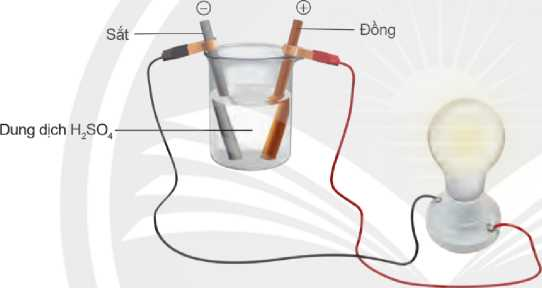 −
+
Sắt
Đồng
Dung dịch H₂SO₄